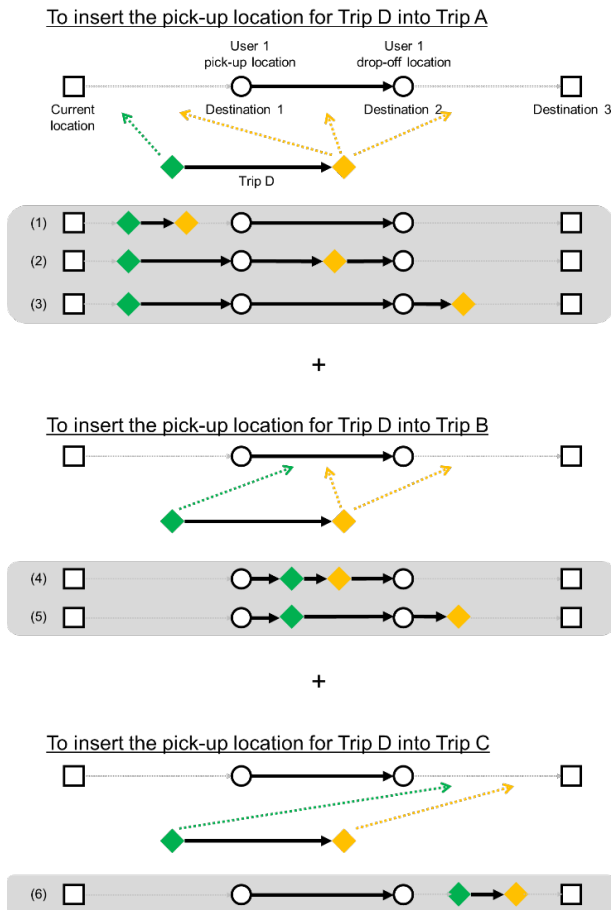 To insert the pick-up location for Trip D into Trip A
User 1
pick-up location
User 1
drop-off location
Current
location
Destination 1
Destination 2
Destination 3
Trip D
(1)
(2)
(3)
+
To insert the pick-up location for Trip D into Trip B
(4)
(5)
+
To insert the pick-up location for Trip D into Trip C
(6)